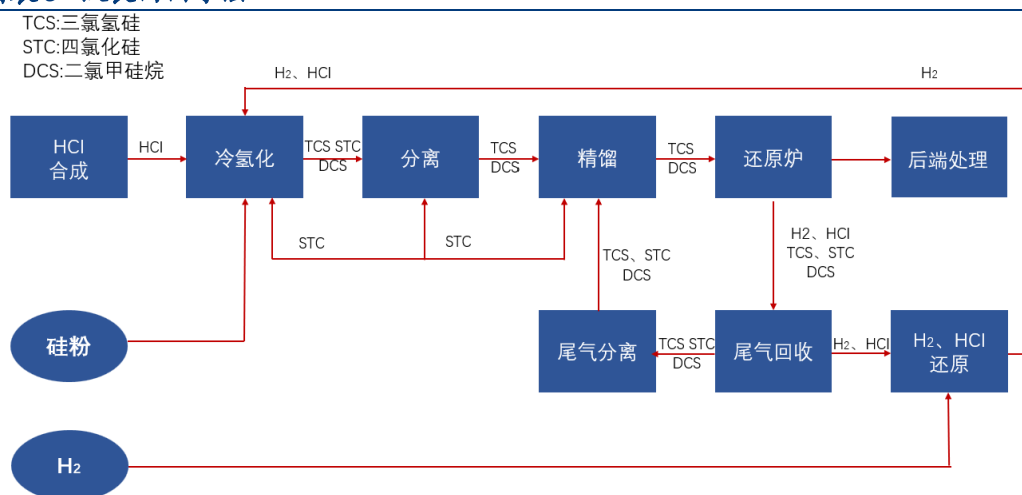 TCS:三氯氢硅
STC:四氯化硅
DCS:二氯甲硅烷
H2、HCl
H2
HCl
合成
HCl
冷氢化
TCS STC
DCS
分离
TCS
DCS
精馏
TCS
DCS
还原炉
后端处理
STC
STC
TCS、STC
DCS
H2、HCl
TCS、STC
DCS
硅粉
尾气分离
TCS STC
DCS
尾气回收
H2、HCl
H2、HCl
还原
H2